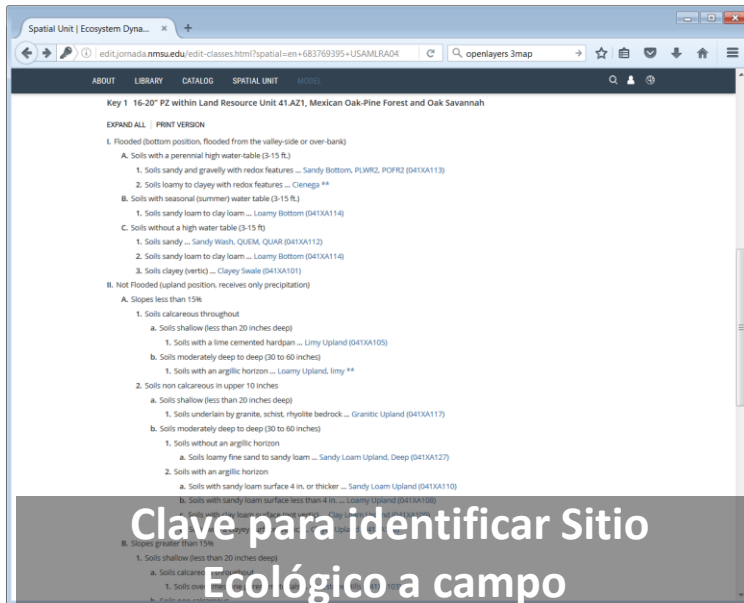 Spatial Unit | Ecosystem Dyna... × +
edit.jornada.nmsu.edu/edit-classes.html?spatial=en+683769395+USAMLRA04 openlayers 3map
ABOUT LIBRARY CATALOG SPATIAL UNIT MODEL
Key 1 16-20" PZ within Land Resource Unit 41.AZ1, Mexican Oak-Pine Forest and Oak Savannah
EXPAND ALL | PRINT VERSION
I. Flooded (bottom position, flooded from the valley-side or over-bank)
A. Soils with a perennial high water-table (3-15 ft.)
1. Soils sandy and gravelly with redox features ... Sandy Bottom, PLWR2, POFR2 (041XA113)
2. Soils loamy to clayey with redox features ... Cienega **
B. Soils with seasonal (summer) water table (3-15 ft.)
1. Soils sandy loam to clay loam ... Loamy Bottom (041XA114)
C. Soils without a high water table (3-15 ft)
1. Soils sandy ... Sandy Wash, QUEM, QUAR (041XA112)
2. Soils sandy loam to clay loam ... Loamy Bottom (041XA114)
3. Soils clayey (vertic) ... Clayey Swale (041XA101)
II. Not Flooded (upland position, receives only precipitation)
A. Slopes less than 15%
1. Soils calcareous throughout
a. Soils shallow (less than 20 inches deep)
1. Soils with a lime cemented hardpan ... Limy Upland (041XA105)
b. Soils moderately deep to deep (30 to 60 inches)
1. Soils with an argillic horizon ... Loamy Upland, limy **
2. Soils non calcareous in upper 10 inches
a. Soils shallow (less than 20 inches deep)
1. Soils underlain by granite, schist, rhyolite bedrock ... Granitic Upland (041XA117)
b. Soils moderately deep to deep (30 to 60 inches)
1. Soils without an argillic horizon
a. Soils loamy fine sand to sandy loam ... Sandy Loam Upland, Deep (041XA127)
2. Soils with an argillic horizon
a. Soils with sandy loam surface 4 in. or thicker ... Sandy Loam Upland (041XA110)
b. Soils with sandy loam surface less than 4 in. ... Loamy Upland (041XA108)
Clave para identificar Sitio
B. Slopes greater than 15%
1. Soils shallow (less than 20 inches deep)
a. Soils calcareous throughout
Ecológico a campo